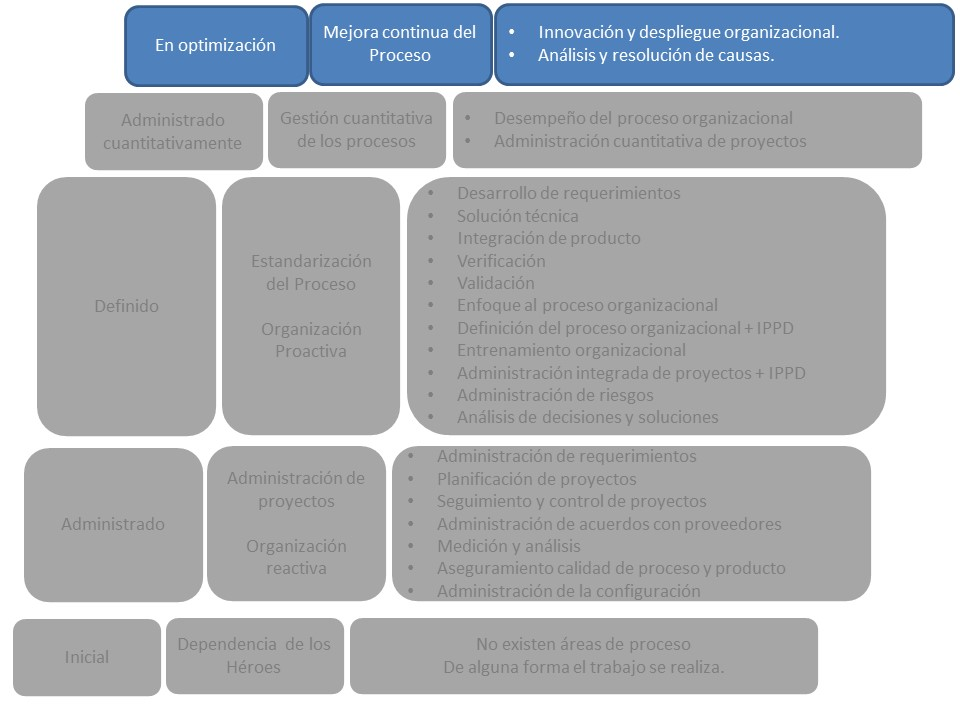 En optimización
Mejora continua del
Proceso
• Innovación y despliegue organizacional.
• Análisis y resolución de causas.
Administrado
cuantitativamente
Gestión cuantitativa
de los procesos
• Desempeño del proceso organizacional
• Administración cuantitativa de proyectos
Definido
Estandarización
del Proceso
Organización
Proactiva
• Desarrollo de requerimientos
• Solución técnica
• Integración de producto
• Verificación
• Validación
• Enfoque al proceso organizacional
• Definición del proceso organizacional + IPPD
• Entrenamiento organizacional
• Administración integrada de proyectos + IPPD
• Administración de riesgos
• Análisis de decisiones y soluciones
Administrado
Administración de
proyectos
Organización
reactiva
• Administración de requerimientos
• Planificación de proyectos
• Seguimiento y control de proyectos
• Administración de acuerdos con proveedores
• Medición y análisis
• Aseguramiento calidad de proceso y producto
• Administración de la configuración
Inicial
Dependencia de los
Héroes
No existen áreas de proceso
De alguna forma el trabajo se realiza.